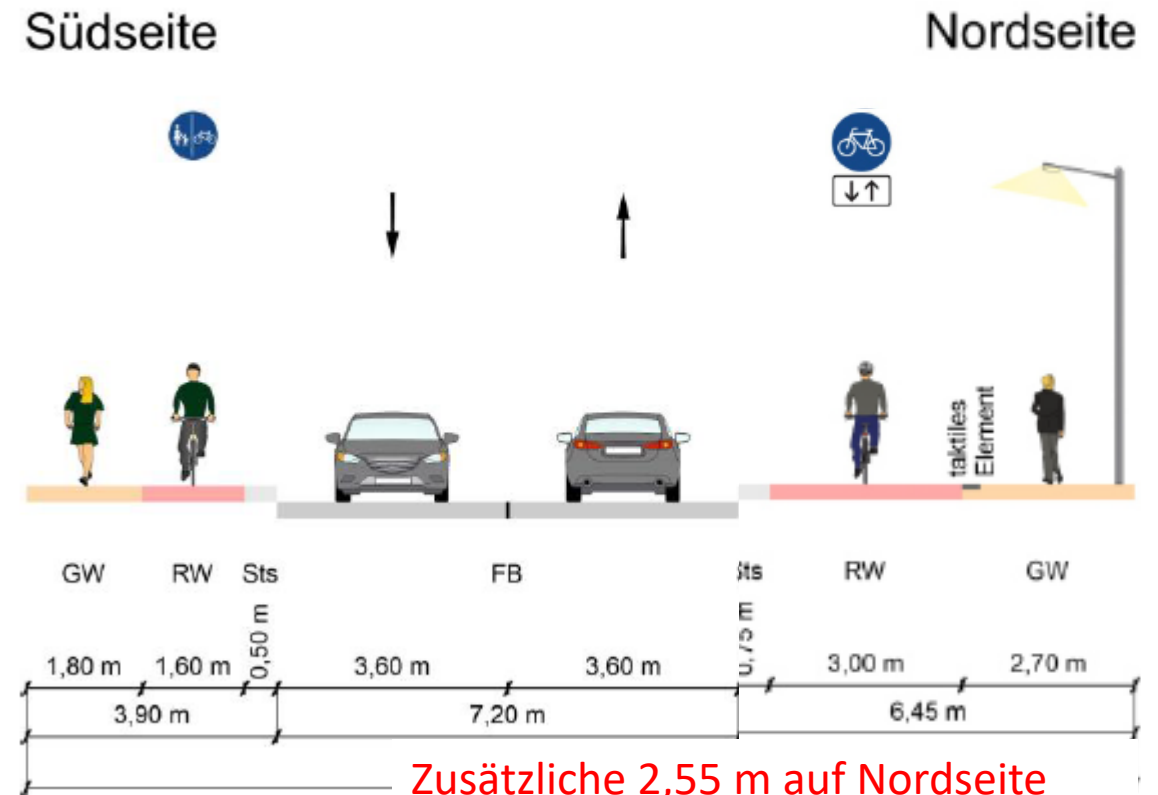 Südseite Nordseite
taktiles
Element
GW RW Sts FB RW GW
0,50 m
1,80 m 1,60 m 3,60 m 3,60 m 3,00 m 2,70 m
3,90 m 7,20 m 6,45 m
Zusätzliche 2,55 m auf Nordseite